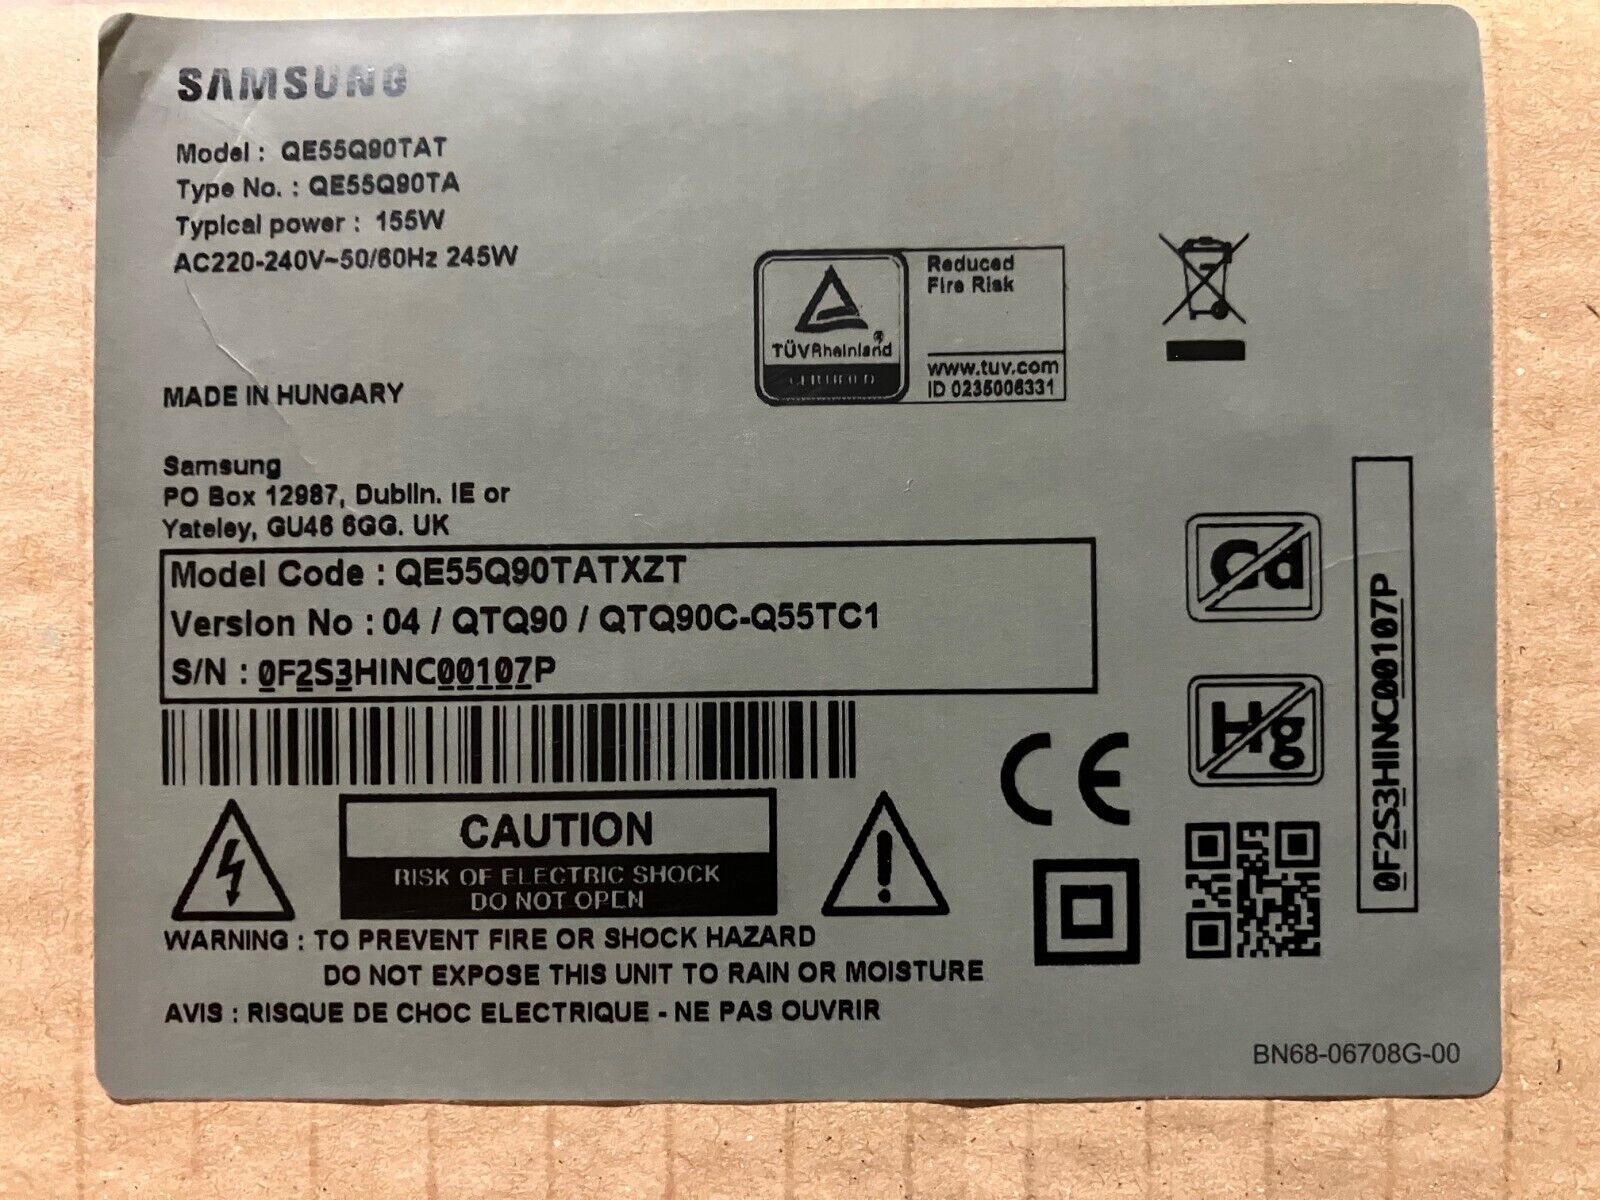 SAMSUNG
Model : QE55Q90TAT
Type No. : QE55Q90TA
Typical power : 155W
AC220-240V~50/60Hz 245W
Reduced
Fire Risk
TÜVRheinland
CERTIFIED
www.tuv.com
ID 0235006331
MADE IN HUNGARY
Samsung
PO Box 12987, Dublin. IE or
Yateley, GU46 6GG. UK
Model Code : QE55Q90TATXZT
Version No : 04 / QTQ90 / QTQ90C-Q55TC1
S/N : 0F2S3HINC00107P
Cd
Hg
0F2S3HINC00107P
CE
CAUTION
RISK OF ELECTRIC SHOCK
DO NOT OPEN
WARNING : TO PREVENT FIRE OR SHOCK HAZARD
DO NOT EXPOSE THIS UNIT TO RAIN OR MOISTURE
AVIS : RISQUE DE CHOC ELECTRIQUE - NE PAS OUVRIR
BN68-06708G-00